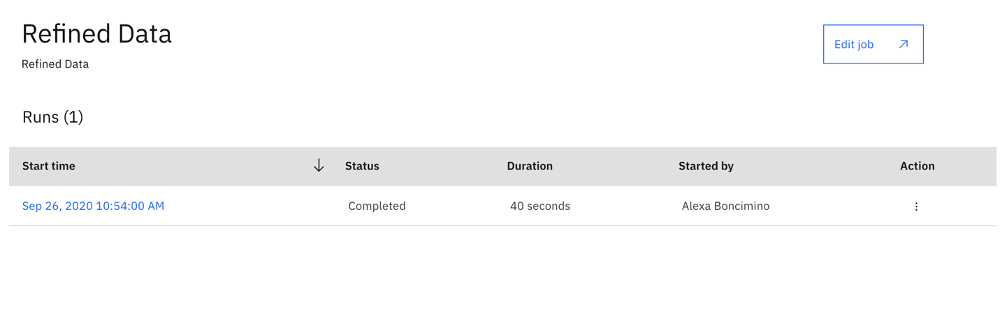 Refined Data
Edit job
Refined Data
Runs (1)
Start time Status Duration Started by Action
Sep 26, 2020 10:54:00 AM Completed 40 seconds Alexa Boncimino